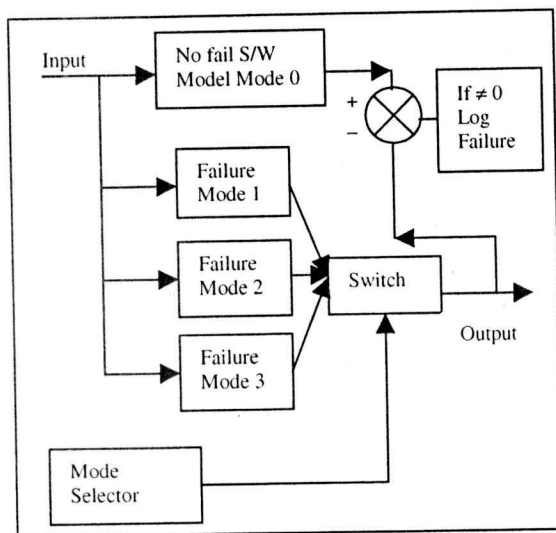 Input
No fail S/W
Model Mode 0
+
−
If ≠ 0
Log
Failure
Failure
Mode 1
Failure
Mode 2
Failure
Mode 3
Switch
Output
Mode
Selector